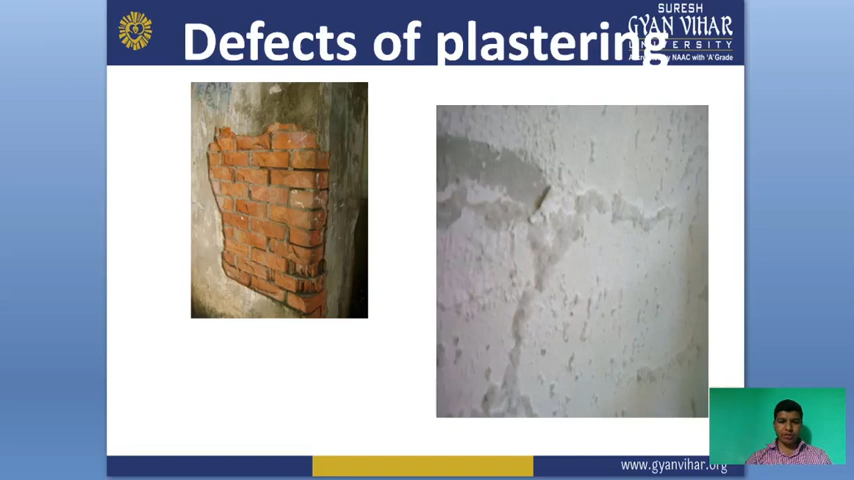 Defects of plastering
SURESH
GYAN VIHAR
UNIVERSITY
NAAC with 'A' Grade
www.gyanvihar.org